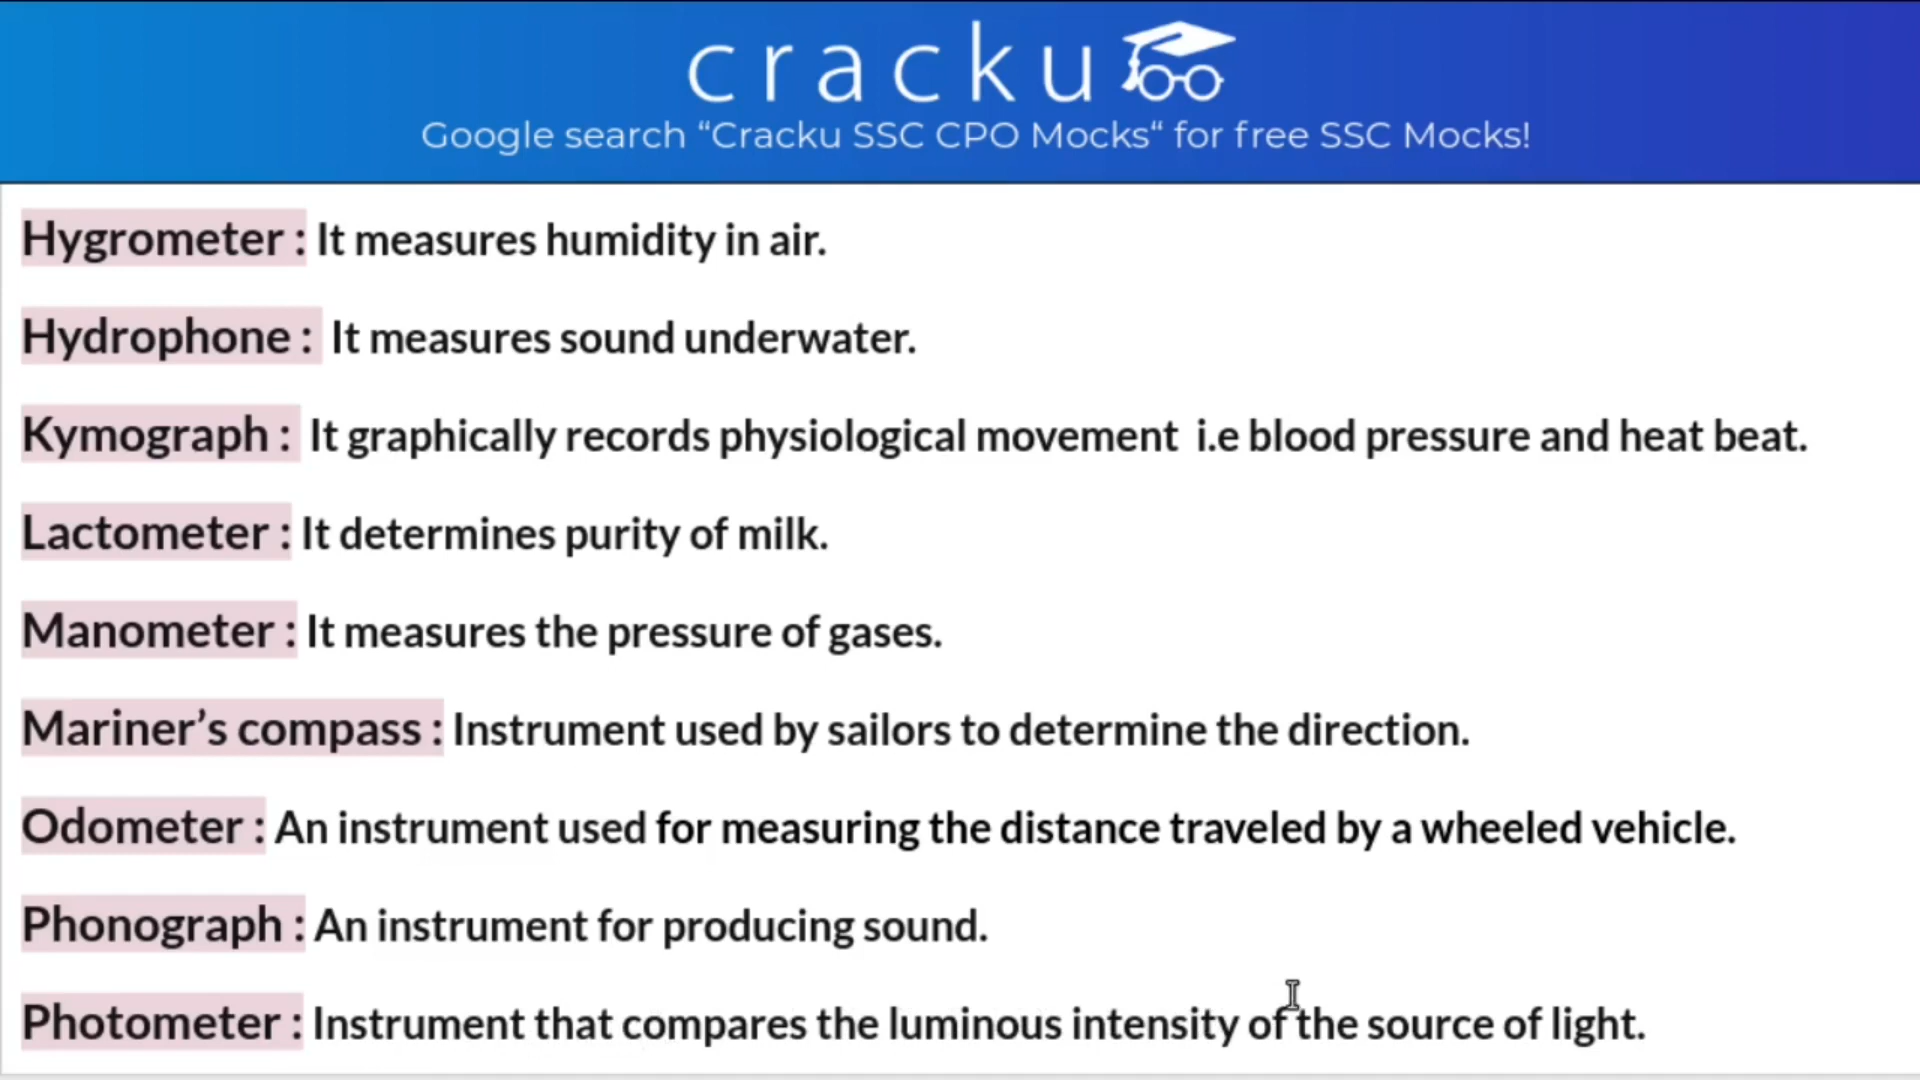 cracku
Google search “Cracku SSC CPO Mocks“ for free SSC Mocks!
Hygrometer : It measures humidity in air.
Hydrophone : It measures sound underwater.
Kymograph : It graphically records physiological movement i.e blood pressure and heat beat.
Lactometer : It determines purity of milk.
Manometer : It measures the pressure of gases.
Mariner’s compass : Instrument used by sailors to determine the direction.
Odometer : An instrument used for measuring the distance traveled by a wheeled vehicle.
Phonograph : An instrument for producing sound.
Photometer : Instrument that compares the luminous intensity of the source of light.